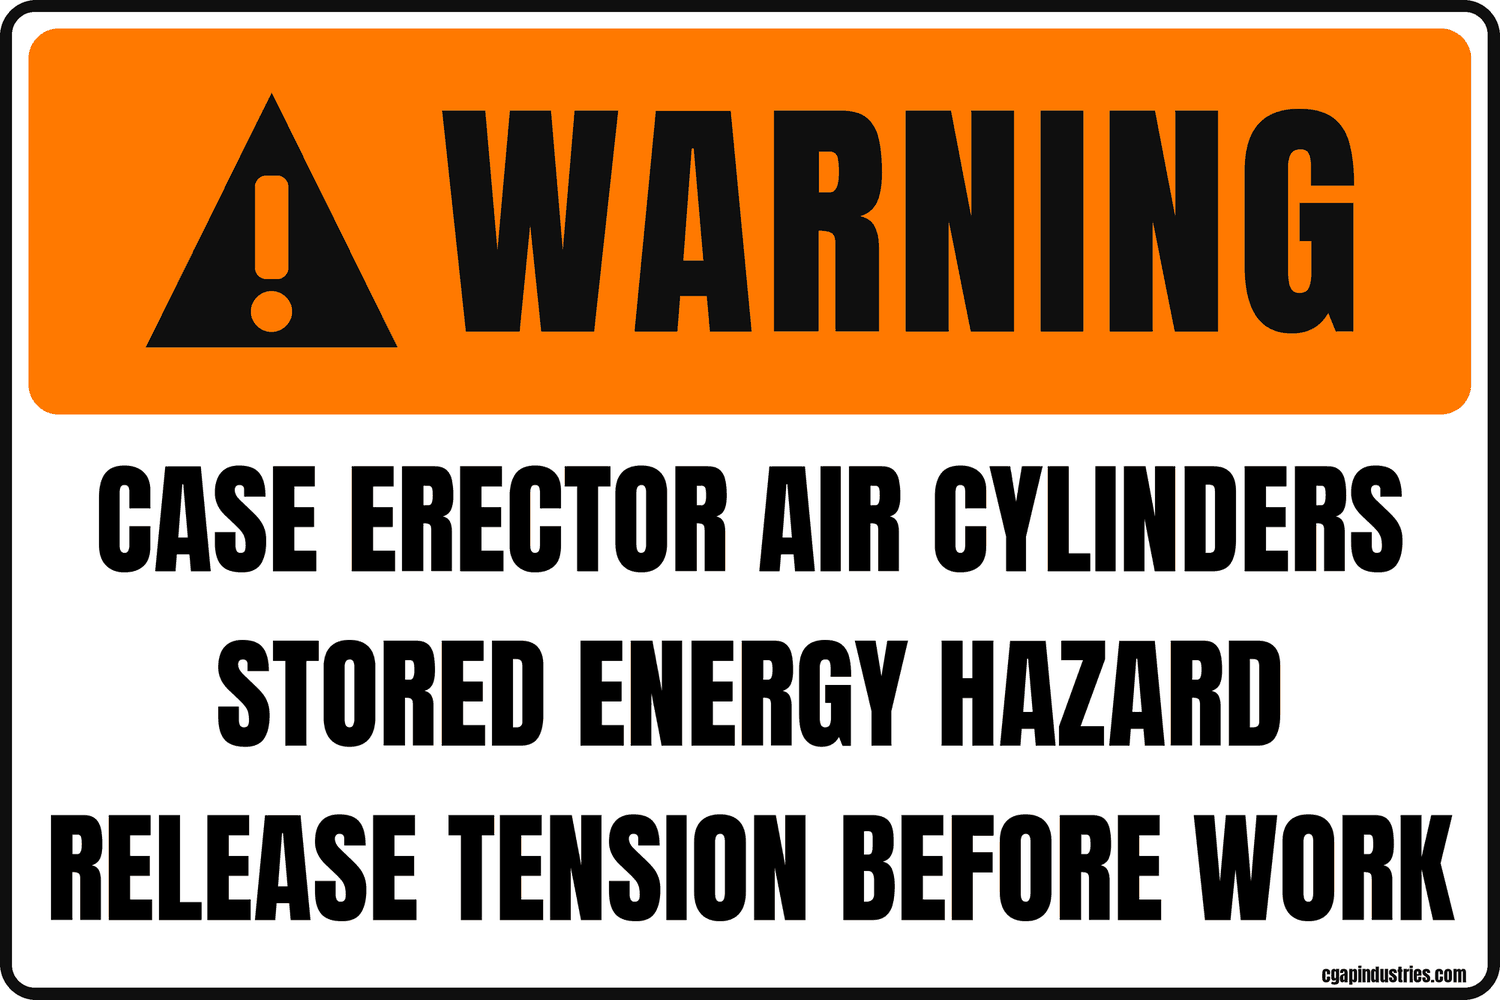 WARNING
CASE ERECTOR AIR CYLINDERS
STORED ENERGY HAZARD
RELEASE TENSION BEFORE WORK
cgapindustries.com